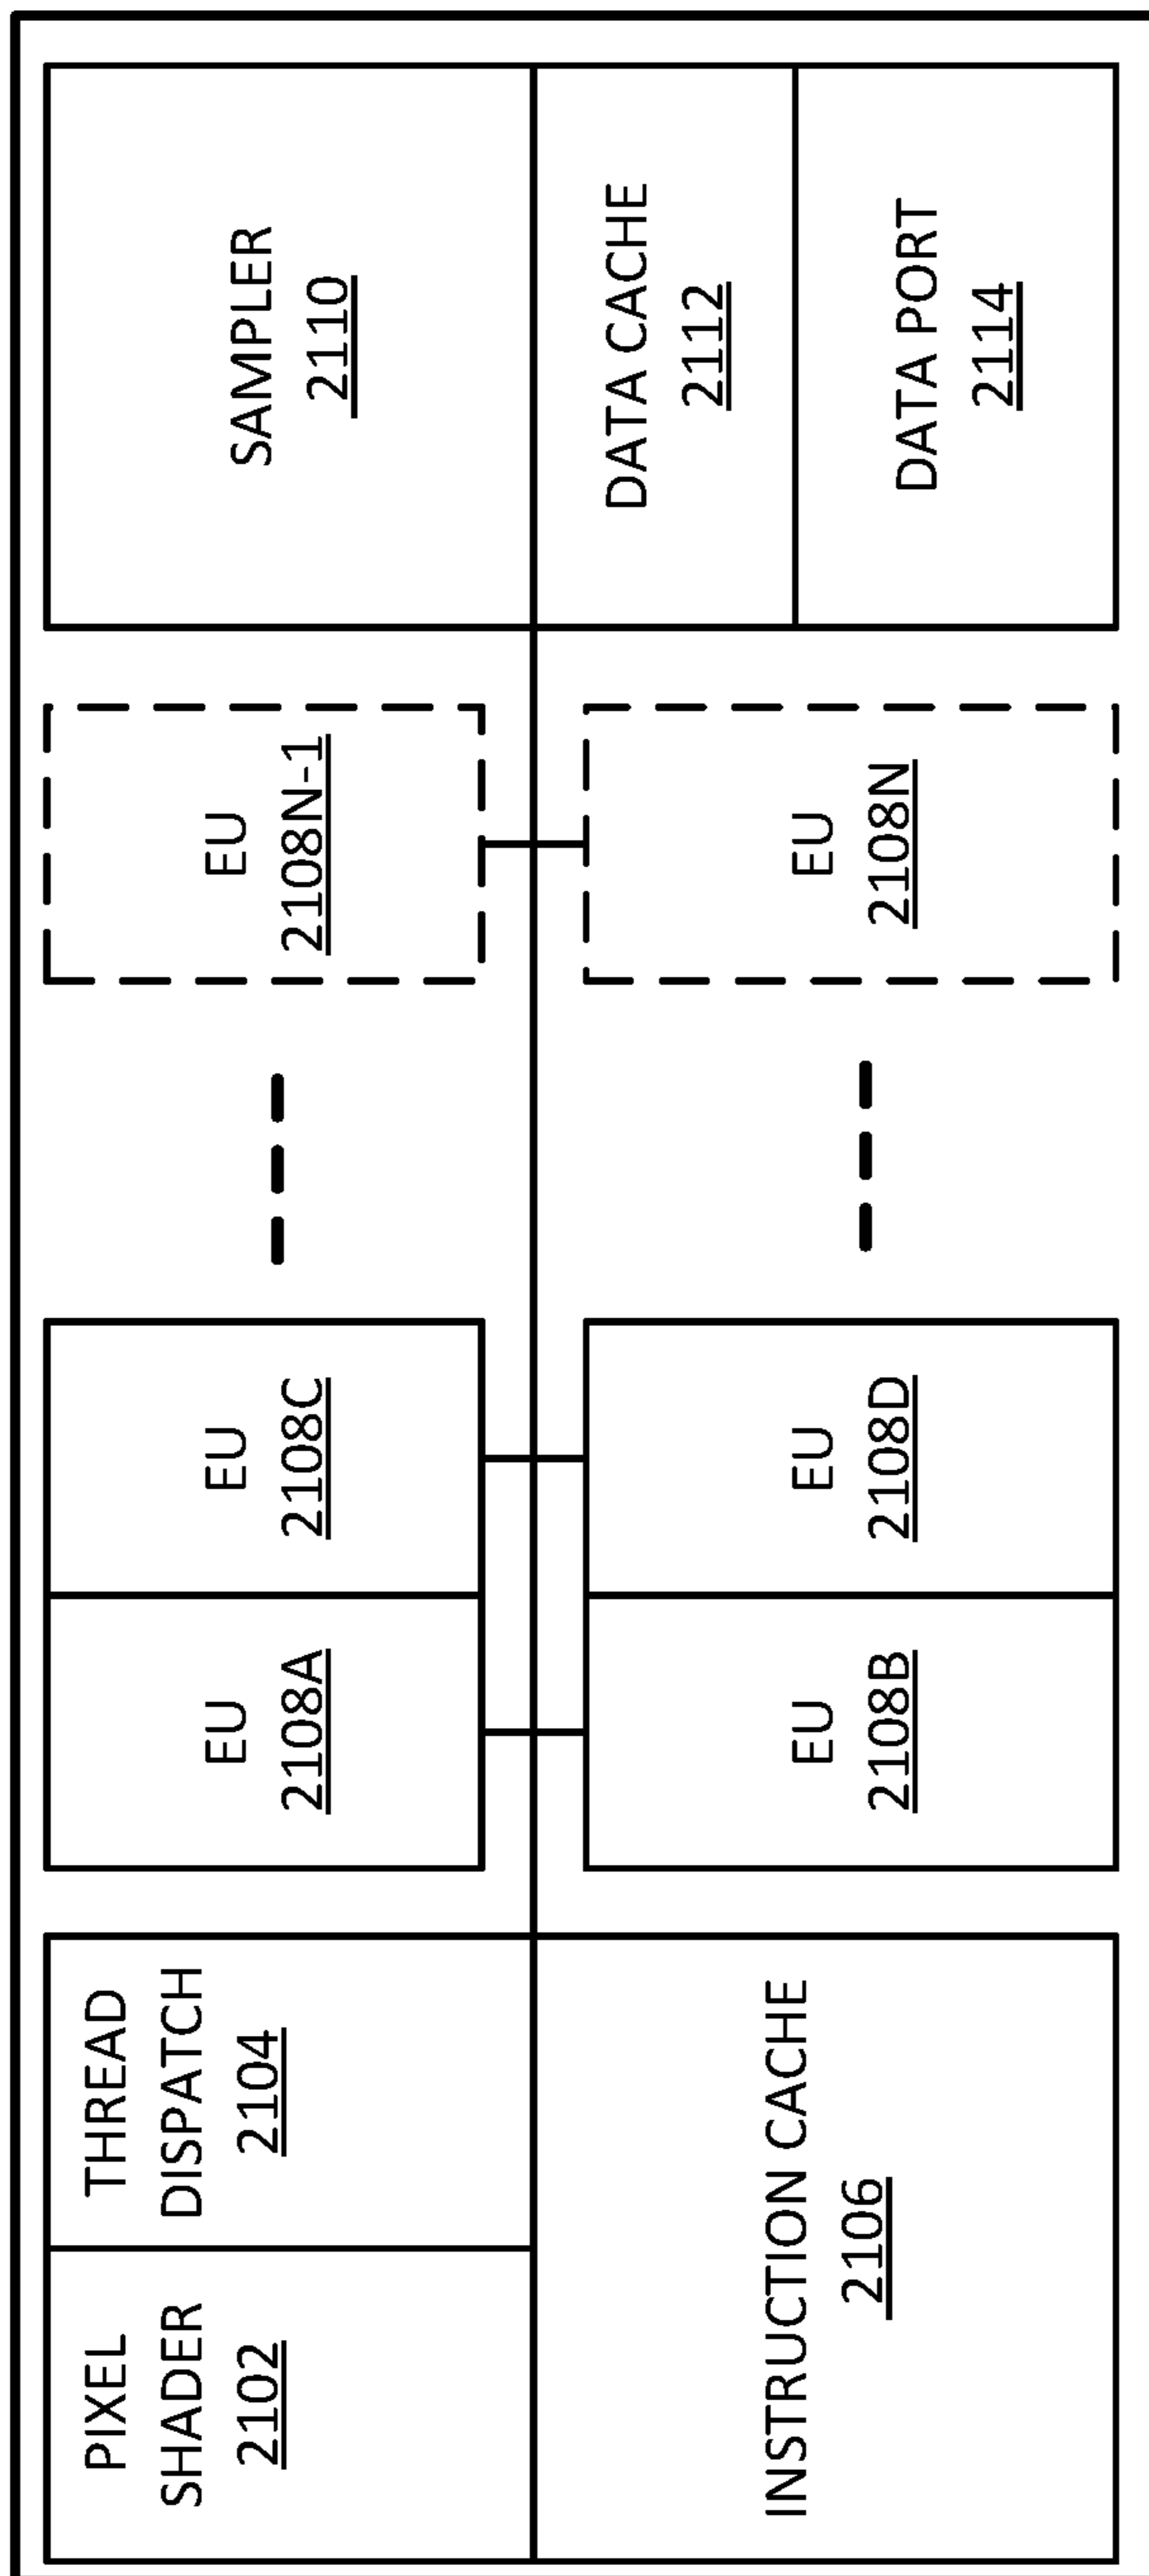 PIXEL
SHADER
2102
THREAD
DISPATCH
2104
INSTRUCTION CACHE
2106
EU
2108A
EU
2108C
EU
2108N-1
EU
2108B
EU
2108D
EU
2108N
SAMPLER
2110
DATA CACHE
2112
DATA PORT
2114